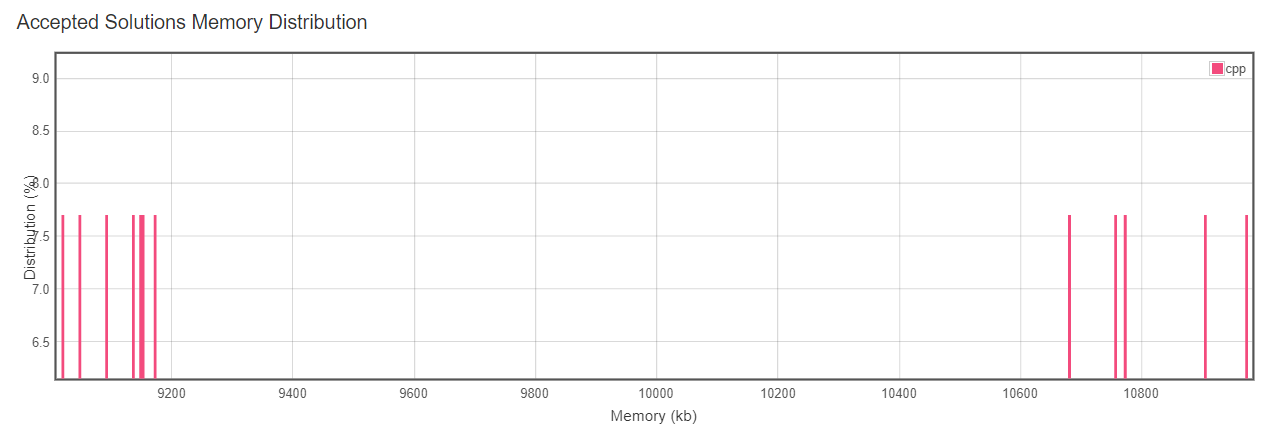 Accepted Solutions Memory Distribution
cpp
Distribution (%)
9.0
8.5
8.0
7.5
7.0
6.5
9200 9400 9600 9800 10000 10200 10400 10600 10800
Memory (kb)